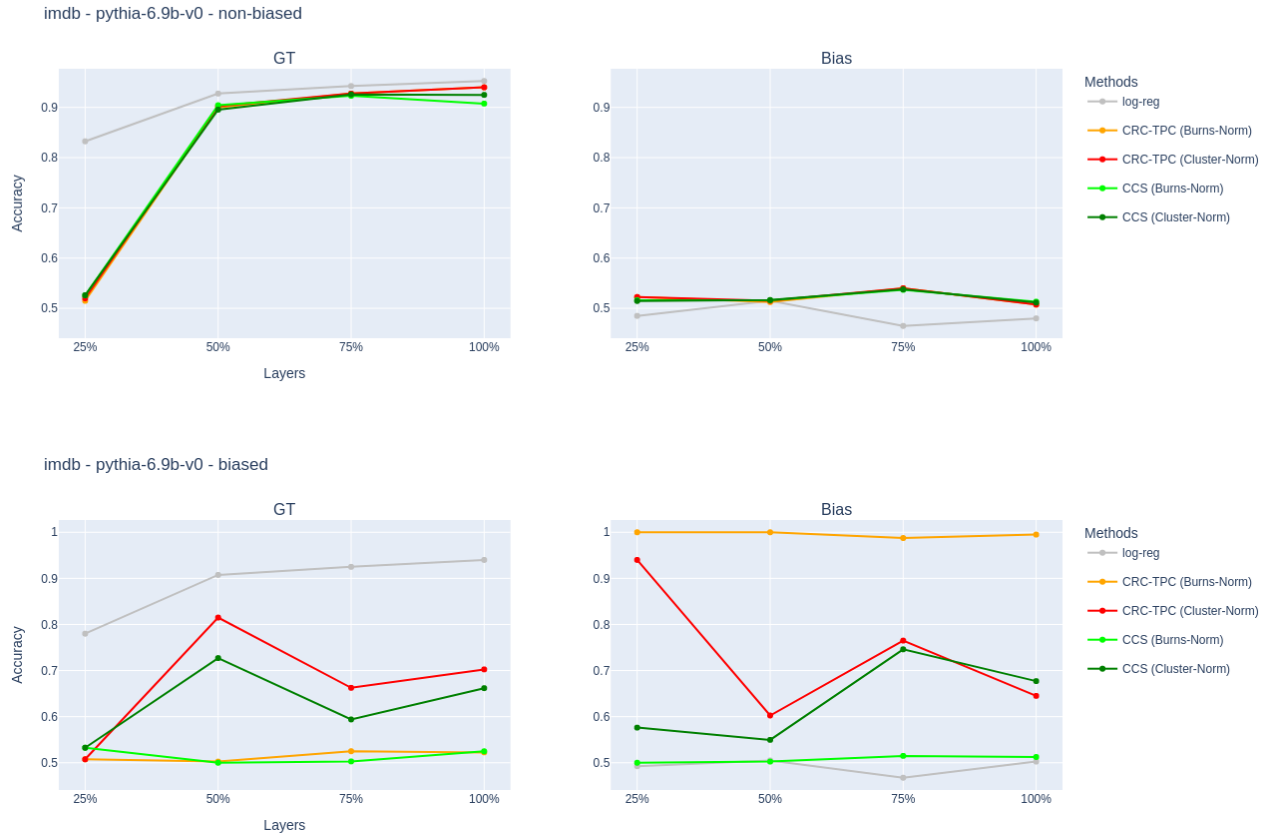 imdb - pythia-6.9b-v0 - non-biased
GT
Bias
Methods
log-reg
CRC-TPC (Burns-Norm)
CRC-TPC (Cluster-Norm)
CCS (Burns-Norm)
CCS (Cluster-Norm)
Accuracy
0.9
0.8
0.7
0.6
0.5
25%
50%
75%
100%
Layers
0.9
0.8
0.7
0.6
0.5
25%
50%
75%
100%
imdb - pythia-6.9b-v0 - biased
GT
Bias
Methods
log-reg
CRC-TPC (Burns-Norm)
CRC-TPC (Cluster-Norm)
CCS (Burns-Norm)
CCS (Cluster-Norm)
Accuracy
1
0.9
0.8
0.7
0.6
0.5
25%
50%
75%
100%
Layers
1
0.9
0.8
0.7
0.6
0.5
25%
50%
75%
100%